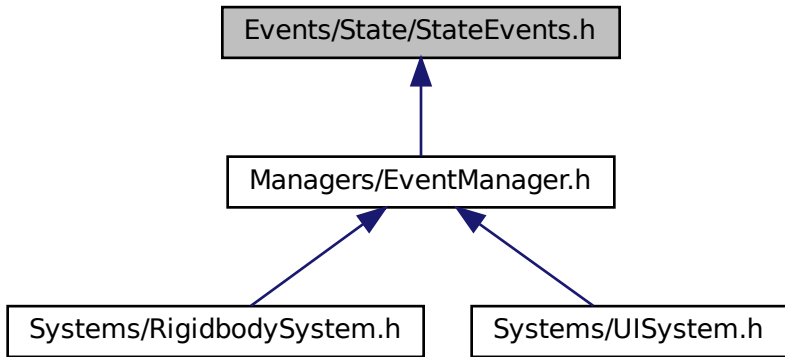 Events/State/StateEvents.h
Managers/EventManager.h
Systems/RigidbodySystem.h
Systems/UISystem.h